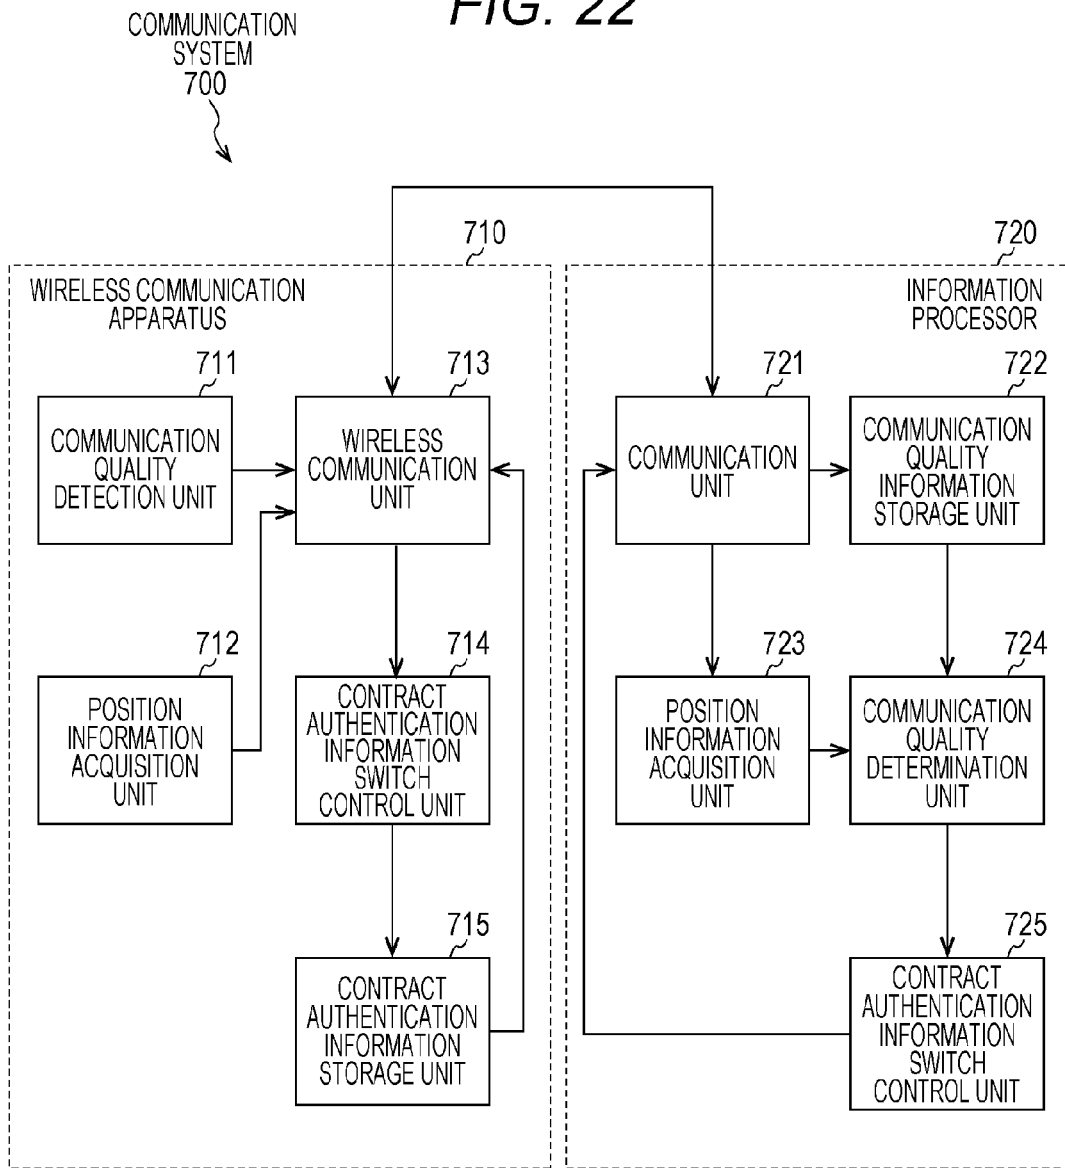 FIG. 22
COMMUNICATION
SYSTEM
700
710
720
WIRELESS COMMUNICATION
APPARATUS
INFORMATION
PROCESSOR
711
713
721
722
COMMUNICATION
QUALITY
DETECTION UNIT
WIRELESS
COMMUNICATION
UNIT
COMMUNICATION
UNIT
COMMUNICATION
QUALITY
INFORMATION
STORAGE UNIT
712
714
723
724
POSITION
INFORMATION
ACQUISITION
UNIT
CONTRACT
AUTHENTICATION
INFORMATION
SWITCH
CONTROL UNIT
POSITION
INFORMATION
ACQUISITION
UNIT
COMMUNICATION
QUALITY
DETERMINATION
UNIT
715
725
CONTRACT
AUTHENTICATION
INFORMATION
STORAGE UNIT
CONTRACT
AUTHENTICATION
INFORMATION
SWITCH
CONTROL UNIT